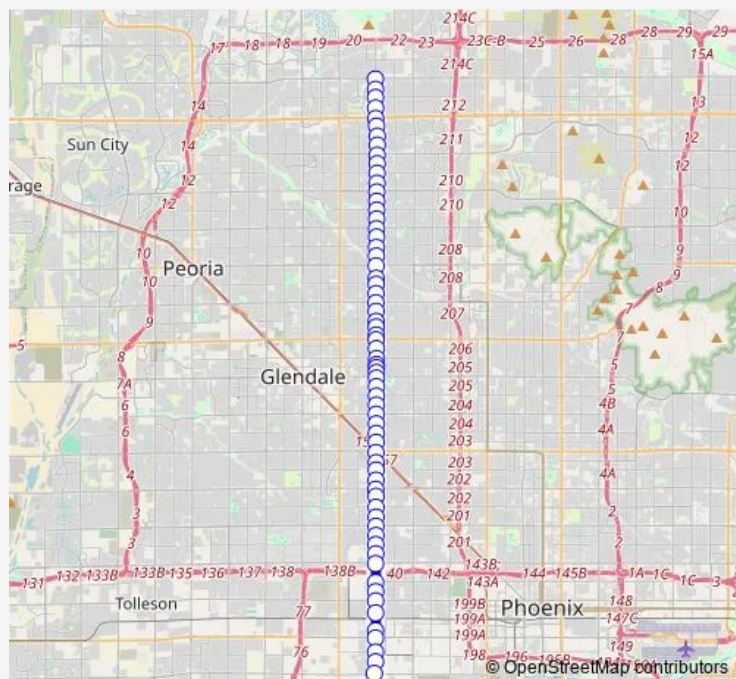 17 18 18 19 20 22 23 214C 23C-B 25 26 28 28 29 29
214C 15A
14 212 13
Sun City 14 211 12
12 210 12
rage 12 210 10
10 208 9
Peoria 10 208 9
9 207 8
7
5 8 206 7
7A 205 5
Glendale 6 205 4B
204 4A
6 204
203
4 203 4A
202
3 202 2
201
3 201 2
131 132 133B 133B 135 136 137 138 138B 40 142 143B; 144 145B 1A 1C 1C 3
143A
Tolleson 77 199B Phoenix 148
199A 147C
76 199A 149
198 196 195B
© OpenStreetMap contributors